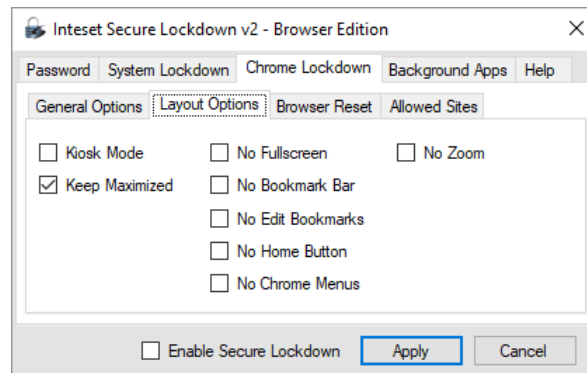 Inteset Secure Lockdown v2 - Browser Edition
Password System Lockdown Chrome Lockdown Background Apps Help
General Options Layout Options Browser Reset Allowed Sites
Kiosk Mode No Fullscreen No Zoom
Keep Maximized No Bookmark Bar
No Edit Bookmarks
No Home Button
No Chrome Menus
Enable Secure Lockdown Apply Cancel